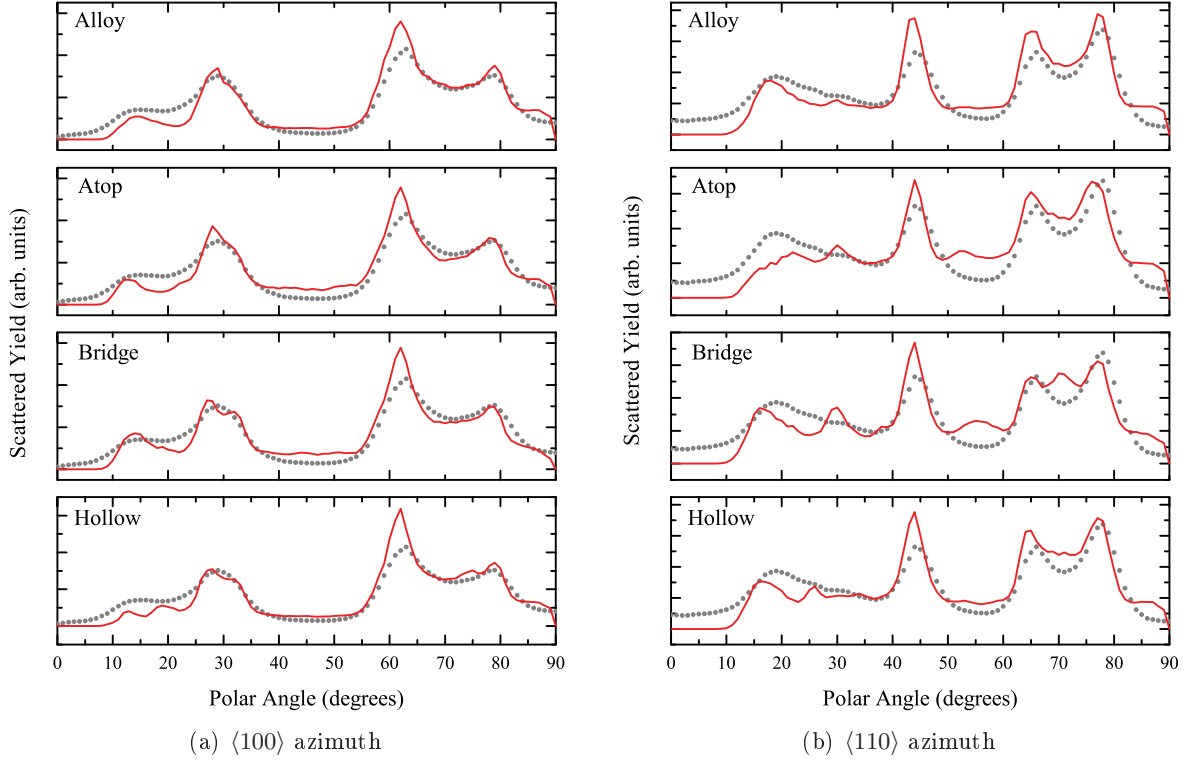 Alloy
Atop
Bridge
Hollow
Scattered Yield (arb. units)
0 10 20 30 40 50 60 70 80 90
Polar Angle (degrees)
(a) ⟨100⟩ azimuth
Alloy
Atop
Bridge
Hollow
Scattered Yield (arb. units)
0 10 20 30 40 50 60 70 80 90
Polar Angle (degrees)
(b) ⟨110⟩ azimuth